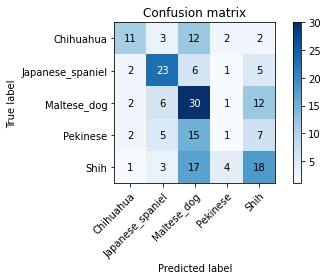 Confusion matrix
True label
Chihuahua 11 3 12 2 2
Japanese_spaniel 2 23 6 1 5
Maltese_dog 2 6 30 1 12
Pekinese 2 5 15 1 7
Shih 1 3 17 4 18
Chihuahua Japanese_spaniel Maltese_dog Pekinese Shih
Predicted label
30
25
20
15
10
5